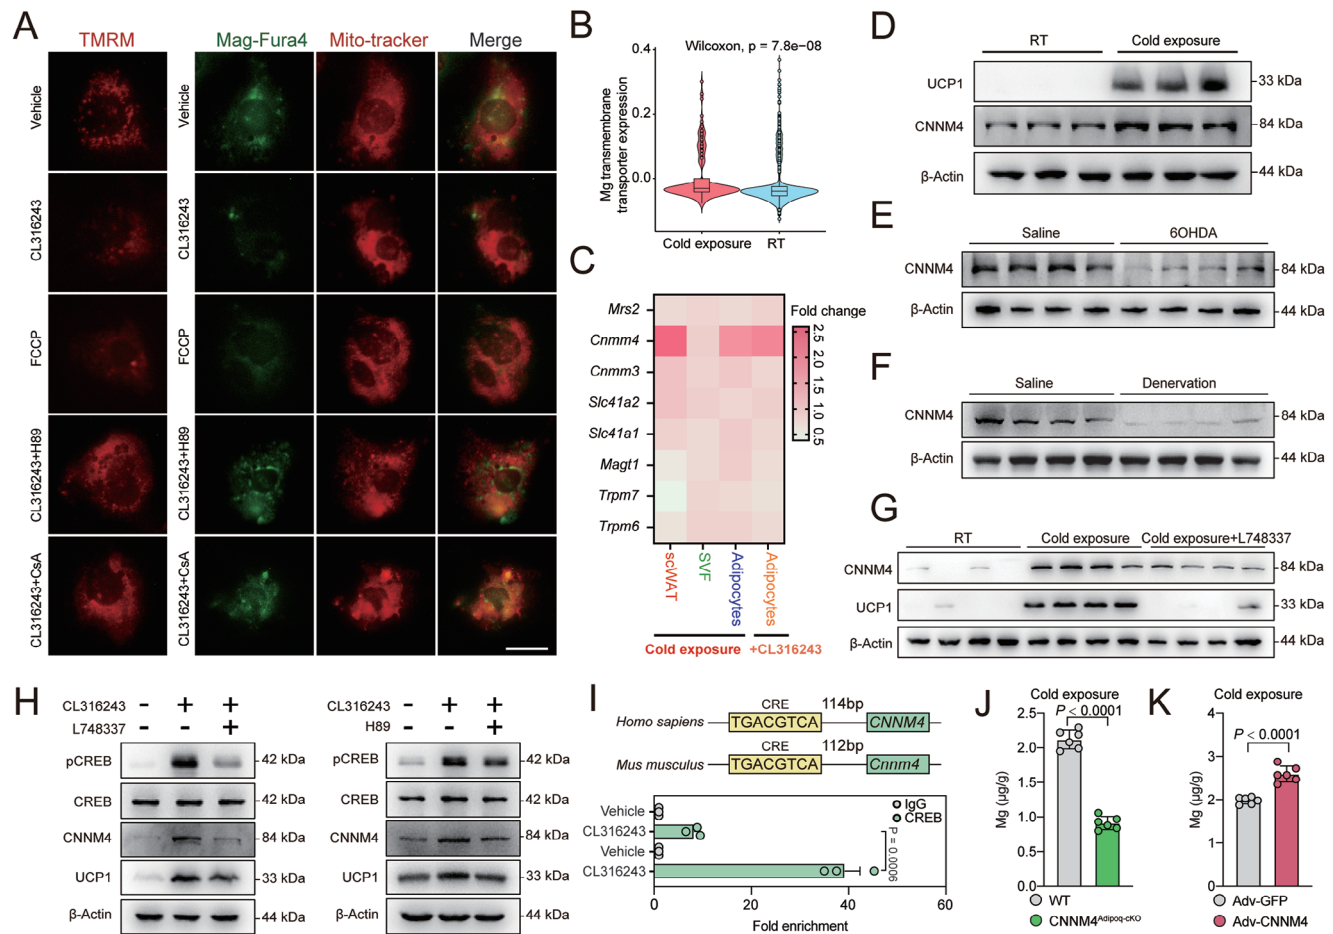 A
TMRM
Mag-Fura4
Mito-tracker
Merge
Vehicle
Vehicle
CL316243
CL316243
FCCP
FCCP
CL316243+H89
CL316243+H89
CL316243+CsA
CL316243+CsA
B
Wilcoxon, p = 7.8e−08
Mg transmembrane
transporter expression
0.4
0.2
0.0
Cold exposure
RT
C
Mrs2
Cnmm4
Cnmm3
Slc41a2
Slc41a1
Magt1
Trpm7
Trpm6
Fold change
2.5
2.0
1.5
1.0
0.5
sciWAT
SVF
Adipocytes
Adipocytes
Cold exposure
+CL316243
D
RT
Cold exposure
UCP1
33 kDa
CNNM4
84 kDa
β-Actin
44 kDa
E
Saline
6OHDA
CNNM4
84 kDa
β-Actin
44 kDa
F
Saline
Denervation
CNNM4
84 kDa
β-Actin
44 kDa
G
RT
Cold exposure
Cold exposure+L748337
CNNM4
84 kDa
UCP1
33 kDa
β-Actin
44 kDa
H
CL316243 - + +
L748337 - - +
pCREB
42 kDa
CREB
42 kDa
CNNM4
84 kDa
UCP1
33 kDa
β-Actin
44 kDa
CL316243 - + +
H89 - - +
pCREB
42 kDa
CREB
42 kDa
CNNM4
84 kDa
UCP1
33 kDa
β-Actin
44 kDa
I
CRE
114bp
Homo sapiens
TGACGTCA
CNNM4
CRE
112bp
Mus musculus
TGACGTCA
Cnnm4
IgG
CREB
Vehicle
CL316243
Vehicle
CL316243
P = 0.0006
0
20
40
60
Fold enrichment
J
Cold exposure
P < 0.0001
Mg (μg/g)
2.5
2.0
1.5
1.0
0.5
0.0
WT
CNNM4Adipoq-cKO
K
Cold exposure
P < 0.0001
Mg (μg/g)
4
3
2
1
0
Adv-GFP
Adv-CNNM4